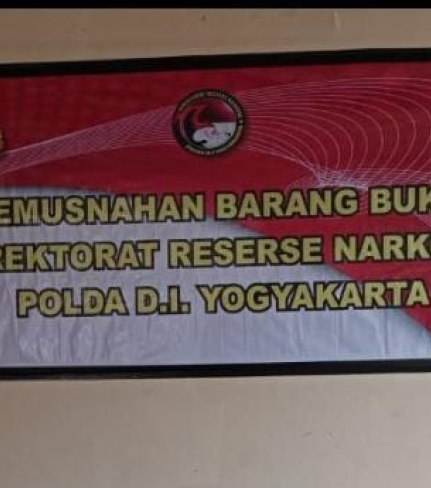 EMUSNAHAN BARANG BUK
REKTORAT RESERSE NARK
POLDA D.I. YOGYAKARTA